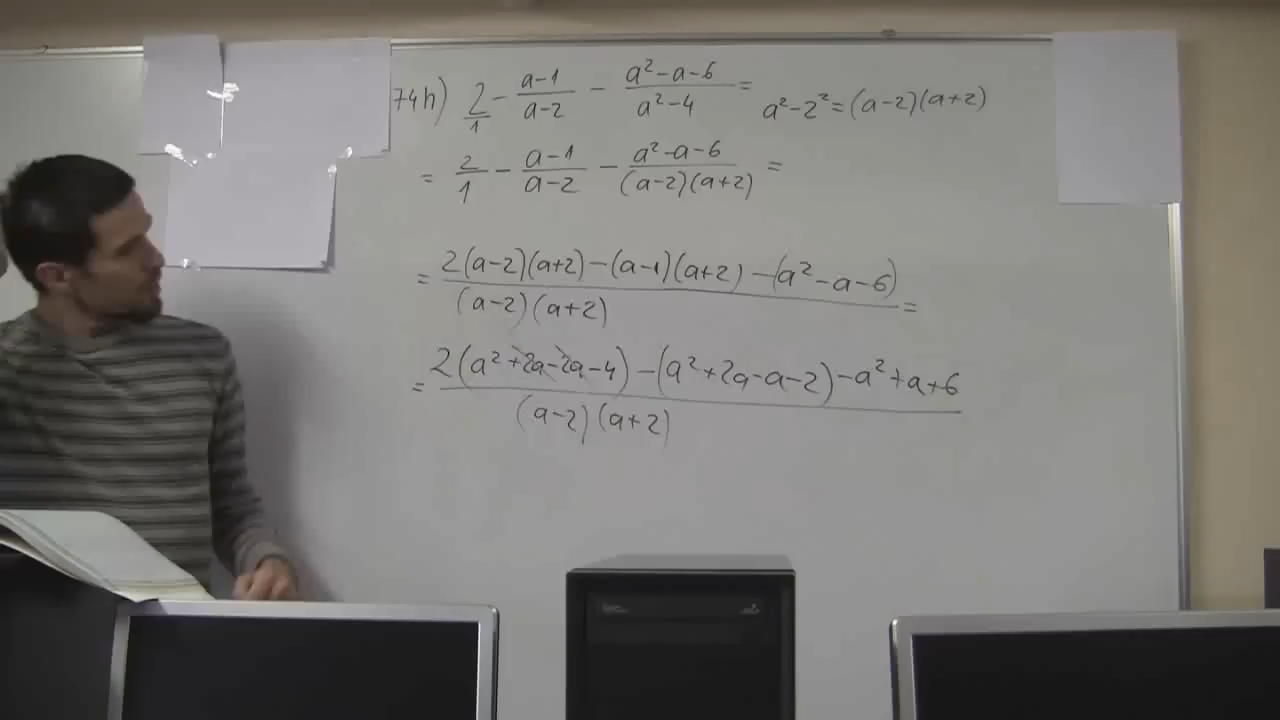 74h) 2/1 - (a-1)/(a-2) - (a²-a-6)/(a²-4) = a²-2²=(a-2)(a+2)
= 2/1 - (a-1)/(a-2) - (a²-a-6)/((a-2)(a+2)) =
= (2(a-2)(a+2)-(a-1)(a+2)-(a²-a-6))/((a-2)(a+2)) =
= (2(a²+2a-2a-4)-(a²+2a-a-2)-a²+a+6)/((a-2)(a+2))